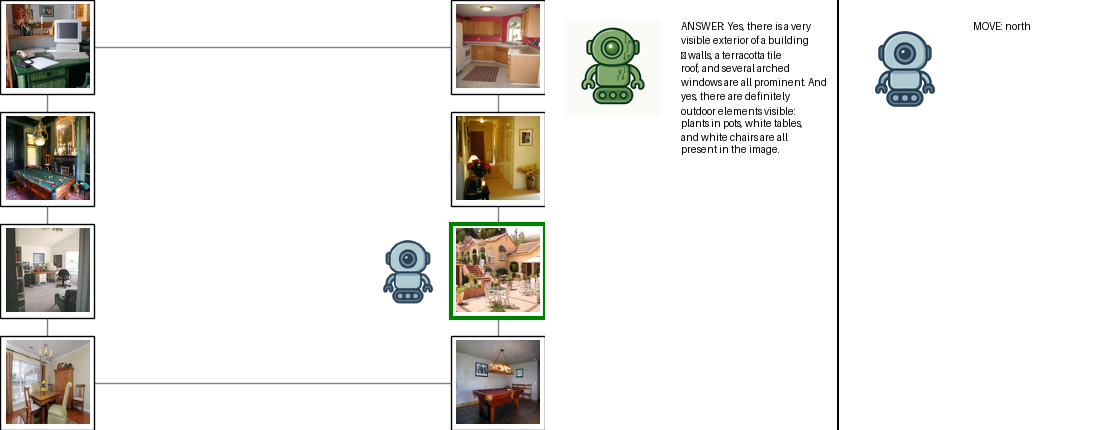 ANSWER: Yes, there is a very
visible exterior of a building
walls, a terracotta tile
roof, and several arched
windows are all prominent. And
yes, there are definitely
outdoor elements visible:
plants in pots, white tables,
and white chairs are all
present in the image.
MOVE: north